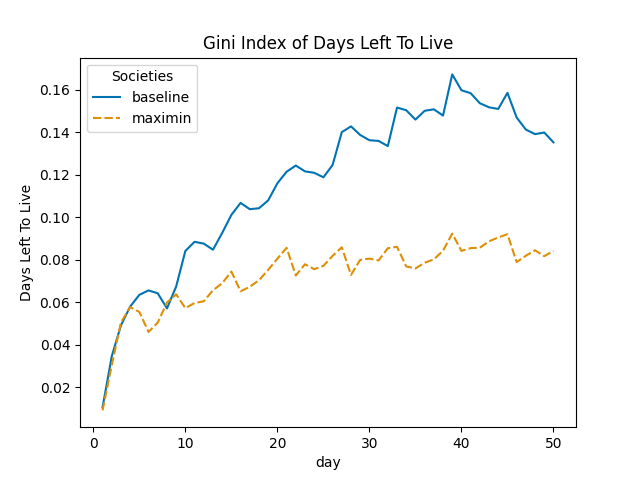 Gini Index of Days Left To Live
Societies
baseline
maximin
Days Left To Live
0.16
0.14
0.12
0.10
0.08
0.06
0.04
0.02
0
10
20
30
40
50
day